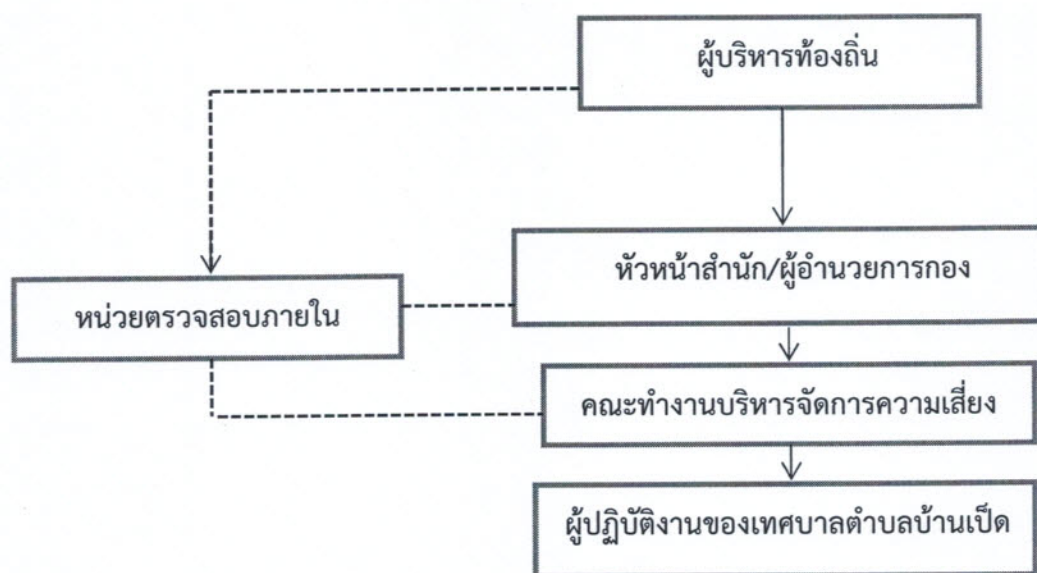 ผู้บริหารท้องถิ่น
หัวหน้าสำนัก/ผู้อำนวยการกอง
หน่วยตรวจสอบภายใน
คณะทำงานบริหารจัดการความเสี่ยง
ผู้ปฏิบัติงานของเทศบาลตำบลบ้านเป็ด